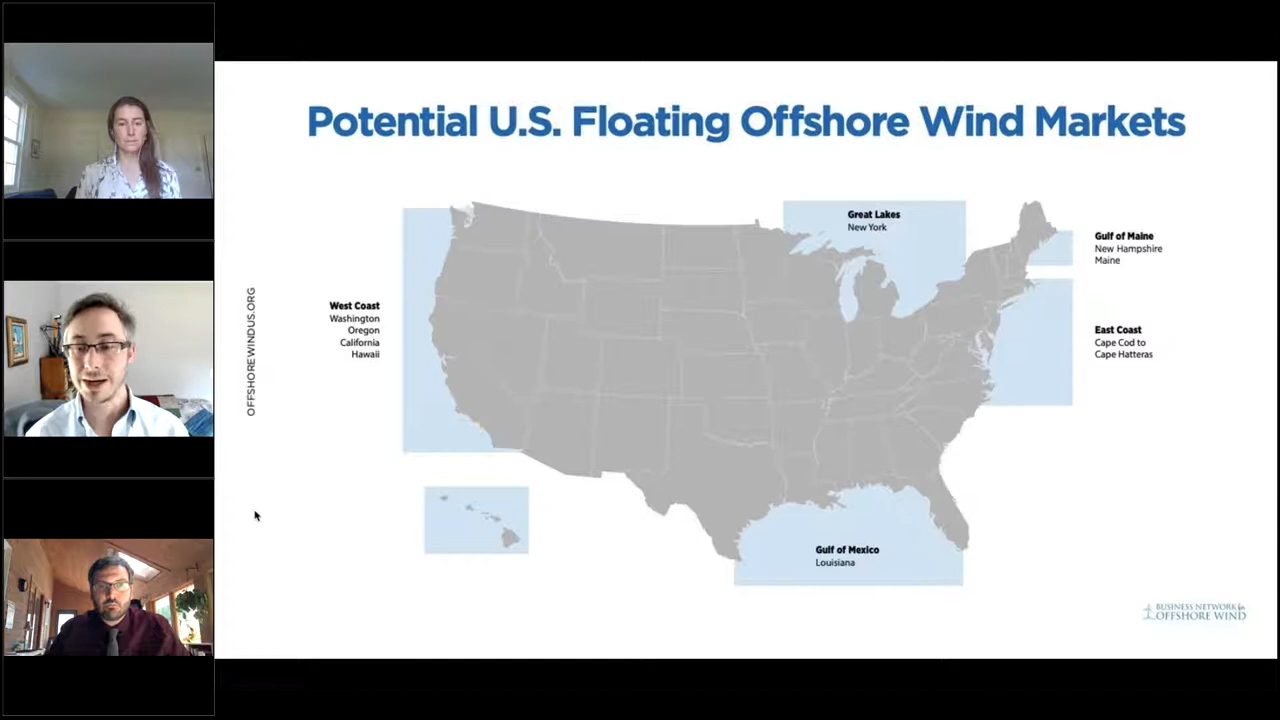 Potential U.S. Floating Offshore Wind Markets
OFFSHOREWINDUS.ORG
West Coast
Washington
Oregon
California
Hawaii
Great Lakes
New York
Gulf of Maine
New Hampshire
Maine
East Coast
Cape Cod to
Cape Hatteras
Gulf of Mexico
Louisiana
BUSINESS NETWORK for
OFFSHORE WIND